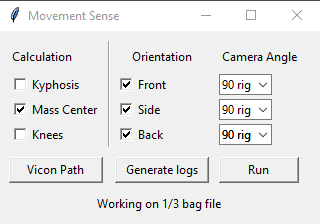 Movement Sense
Calculation Orientation Camera Angle
Kyphosis Front 90 rig
Mass Center Side 90 rig
Knees Back 90 rig
Vicon Path Generate logs Run
Working on 1/3 bag file